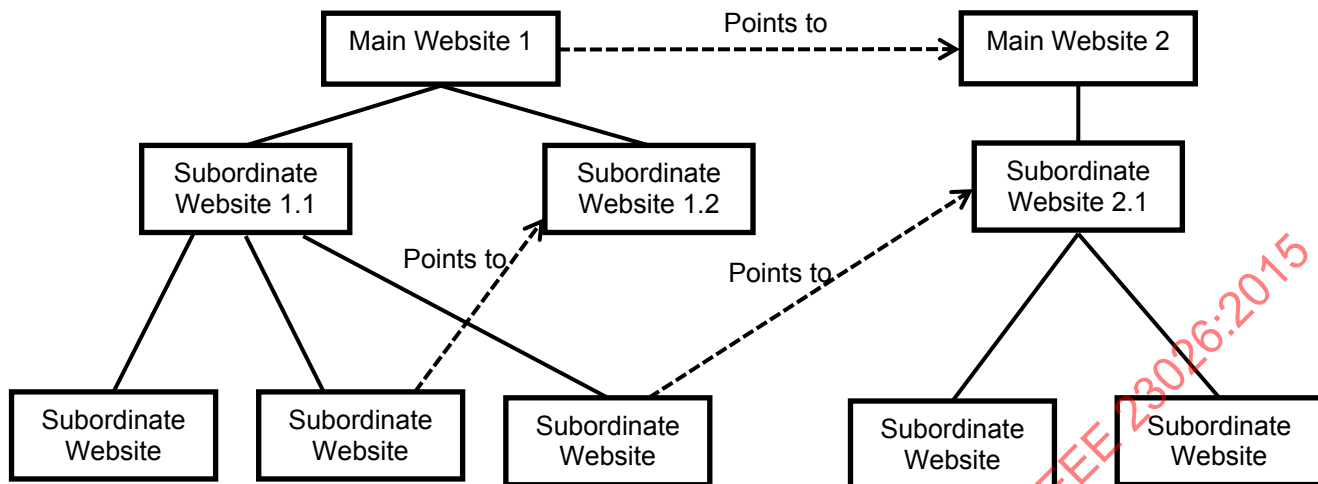 Main Website 1
Points to
Main Website 2
Subordinate
Website 1.1
Subordinate
Website 1.2
Subordinate
Website 2.1
Points to
Points to
Subordinate
Website
Subordinate
Website
Subordinate
Website
Subordinate
Website
Subordinate
Website
EEE 23026:2015